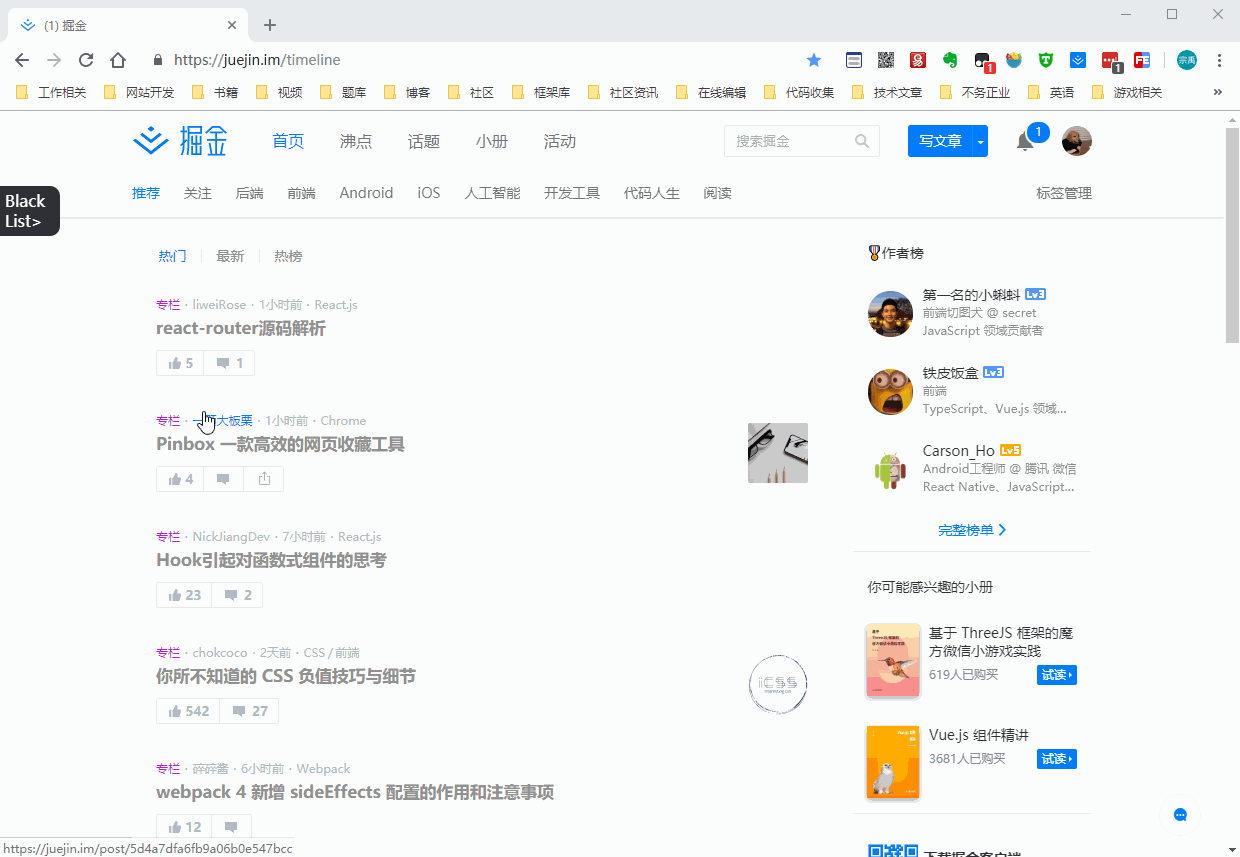 (1) 掘金
https://juejin.im/timeline
1
1
宗禹
工作相关
网站开发
书籍
视频
题库
博客
社区
框架库
社区资讯
在线编辑
代码收集
技术文章
不务正业
英语
游戏相关
»
掘金
首页
沸点
话题
小册
活动
搜索掘金
写文章
1
推荐
关注
后端
前端
Android
iOS
人工智能
开发工具
代码人生
阅读
标签管理
Black
List>
热门
最新
热榜
专栏 · liweiRose · 1小时前 · React.js
react-router源码解析
5
1
专栏 · 大板栗 · 1小时前 · Chrome
Pinbox 一款高效的网页收藏工具
4
专栏 · NickJiangDev · 7小时前 · React.js
Hook引起对函数式组件的思考
23
2
专栏 · chokcoco · 2天前 · CSS / 前端
你所不知道的 CSS 负值技巧与细节
542
27
iCSS
专栏 · 碎碎酱 · 6小时前 · Webpack
webpack 4 新增 sideEffects 配置的作用和注意事项
12
作者榜
第一名的小蝌蚪 Lv3
前端切图犬 @ secret
JavaScript 领域贡献者
铁皮饭盒 Lv3
前端
TypeScript、Vue.js 领域...
Carson_Ho Lv5
Android工程师 @ 腾讯 微信
React Native、JavaScript...
完整榜单
你可能感兴趣的小册
基于 ThreeJS 框架的魔
方微信小游戏实践
619人已购买
试读
Vue.js 组件精讲
3681人已购买
试读
下载掘金客户端
https://juejin.im/post/5d4a7dfa6fb9a06b0e547bcc